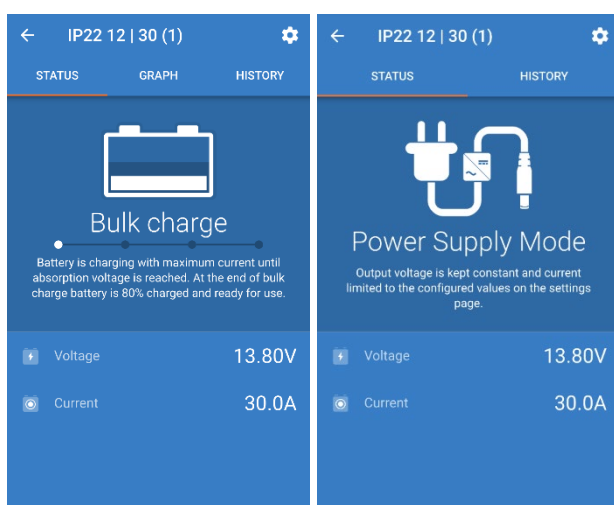 IP22 12 | 30 (1)
STATUS GRAPH HISTORY
Bulk charge
Battery is charging with maximum current until
absorption voltage is reached. At the end of bulk
charge battery is 80% charged and ready for use.
Voltage 13.80V
Current 30.0A
IP22 12 | 30 (1)
STATUS HISTORY
Power Supply Mode
Output voltage is kept constant and current
limited to the configured values on the settings
page.
Voltage 13.80V
Current 30.0A